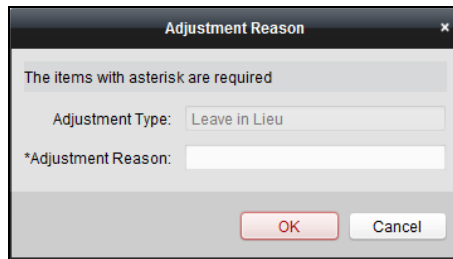 Adjustment Reason ×
The items with asterisk are required
Adjustment Type: Leave in Lieu
*Adjustment Reason:
OK Cancel